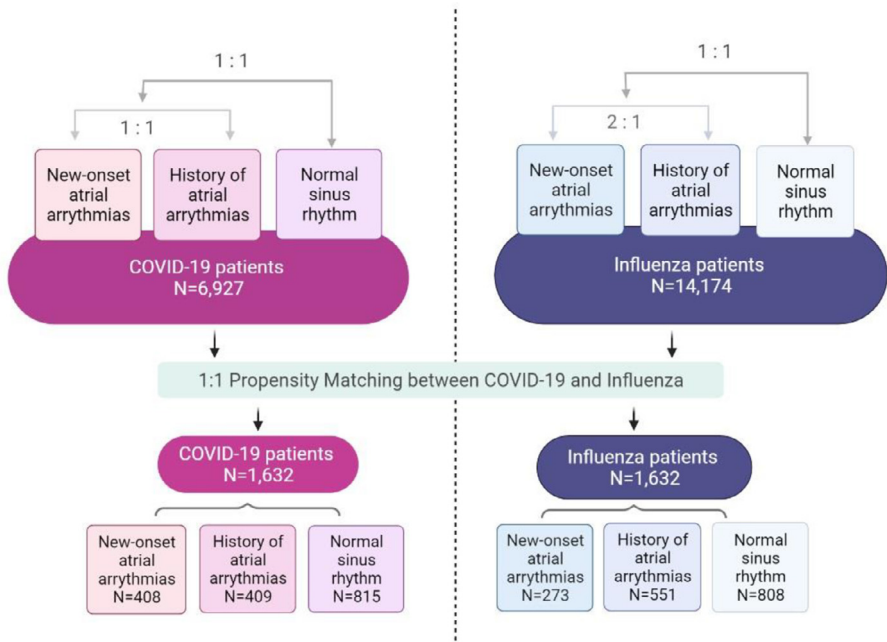 1 : 1
1 : 1
New-onset
atrial
arrythmias
History of
atrial
arrythmias
Normal
sinus
rhythm
COVID-19 patients
N=6,927
1 : 1
2 : 1
New-onset
atrial
arrythmias
History of
atrial
arrythmias
Normal
sinus
rhythm
Influenza patients
N=14,174
1:1 Propensity Matching between COVID-19 and Influenza
COVID-19 patients
N=1,632
New-onset
atrial
arrythmias
N=408
History of
atrial
arrythmias
N=409
Normal
sinus
rhythm
N=815
Influenza patients
N=1,632
New-onset
atrial
arrythmias
N=273
History of
atrial
arrythmias
N=551
Normal
sinus
rhythm
N=808